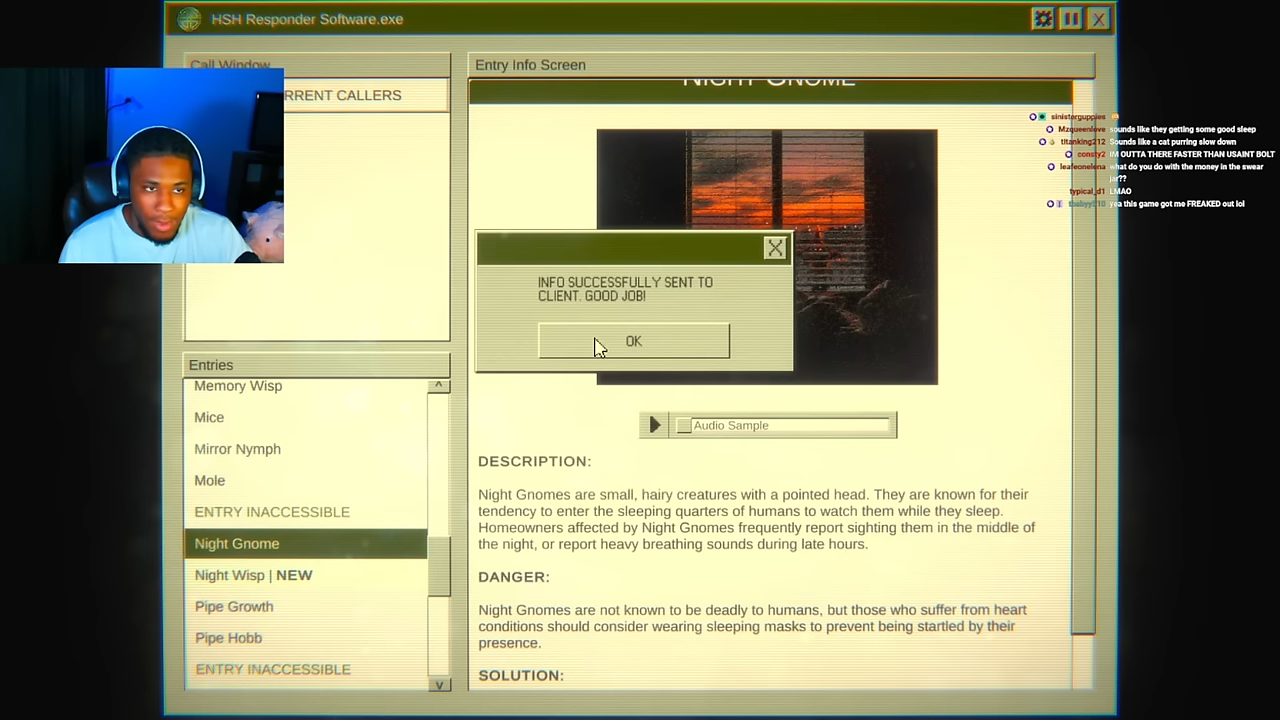 HSH Responder Software.exe
Call Window
RRENT CALLERS
Entry Info Screen
NIGHT GNOME
sinisterguppies
Mzqueenlove sounds like they getting some good sleep
titanking212 Sounds like a cat purring slow down
consty2 IM OUTTA THERE FASTER THAN USAINT BOLT
leafeonelena what do you do with the money in the swear
jar??
typical_d1 LMAO
yea this game got me FREAKED out lol
INFO SUCCESSFULLY SENT TO
CLIENT. GOOD JOB!
OK
Audio Sample
Entries
Memory Wisp
Mice
Mirror Nymph
Mole
ENTRY INACCESSIBLE
Night Gnome
Night Wisp | NEW
Pipe Growth
Pipe Hobb
ENTRY INACCESSIBLE
DESCRIPTION:
Night Gnomes are small, hairy creatures with a pointed head. They are known for their
tendency to enter the sleeping quarters of humans to watch them while they sleep.
Homeowners affected by Night Gnomes frequently report sighting them in the middle of
the night, or report heavy breathing sounds during late hours.
DANGER:
Night Gnomes are not known to be deadly to humans, but those who suffer from heart
conditions should consider wearing sleeping masks to prevent being startled by their
presence.
SOLUTION: